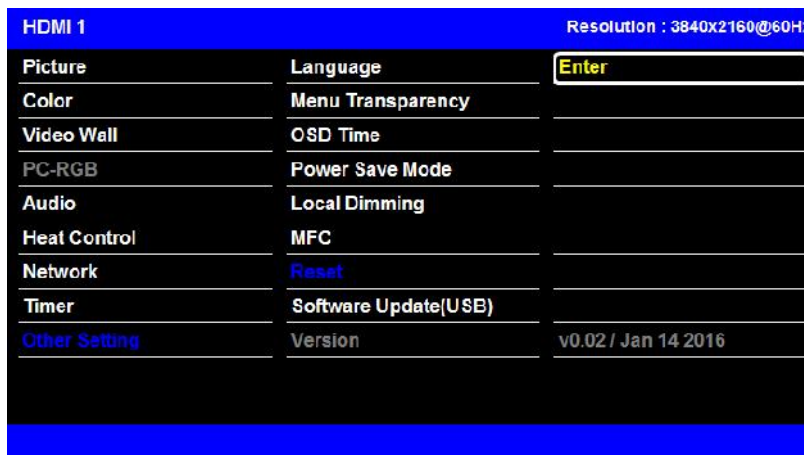 HDMI 1 Resolution : 3840x2160@60H
Picture Language Enter
Color Menu Transparency
Video Wall OSD Time
PC-RGB Power Save Mode
Audio Local Dimming
Heat Control MFC
Network Reset
Timer Software Update(USB)
Other Setting Version v0.02 / Jan 14 2016